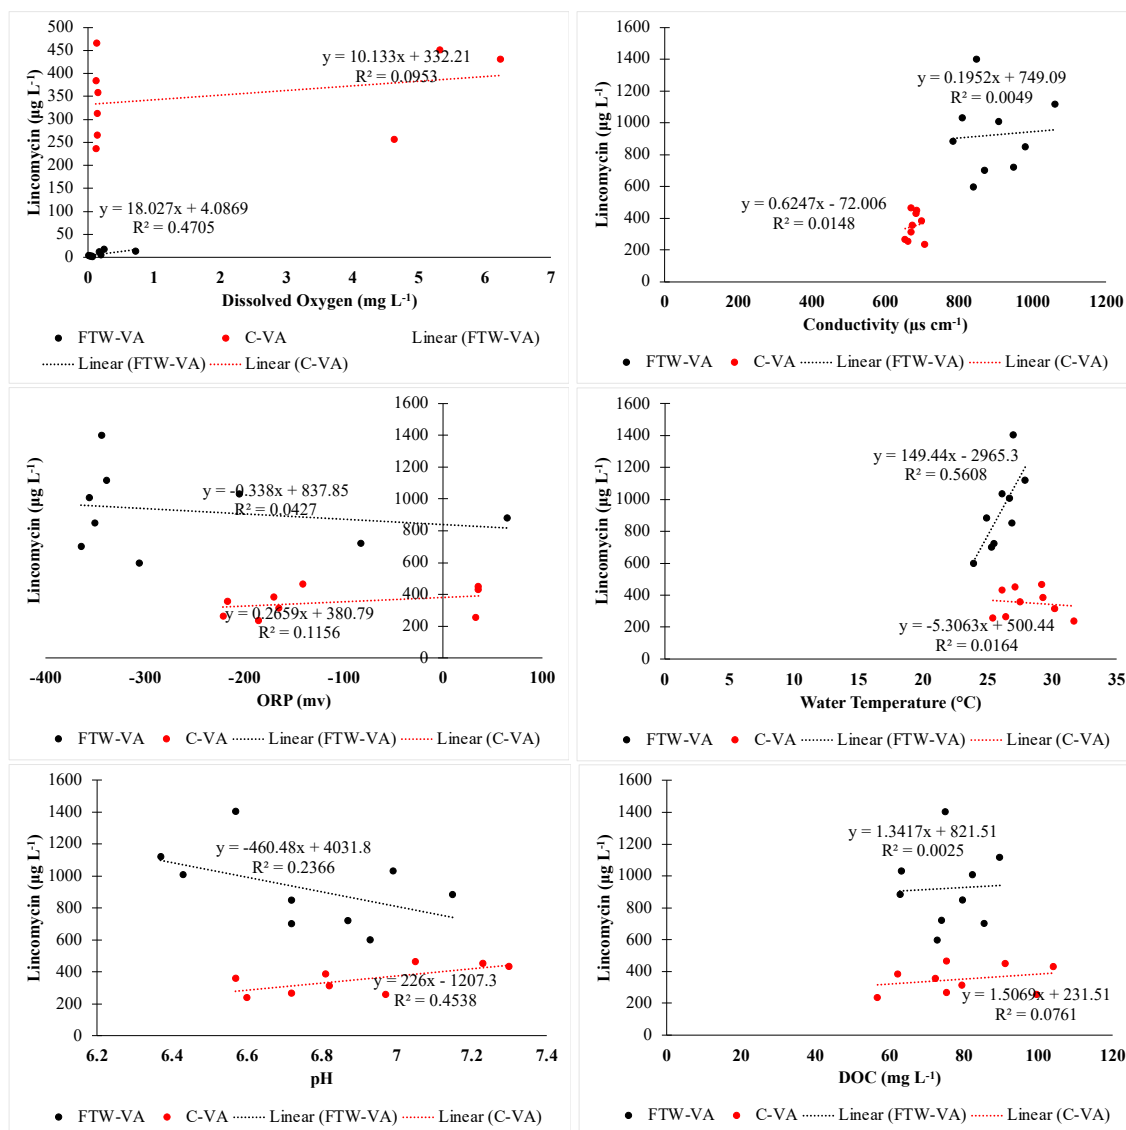 500
450
400
350
300
250
200
150
100
50
0
Lincomycin (µg L⁻¹)
y = 10.133x + 332.21
R² = 0.0953
y = 18.027x + 4.0869
R² = 0.4705
0 1 2 3 4 5 6 7
Dissolved Oxygen (mg L⁻¹)
FTW-VA C-VA Linear (FTW-VA)
Linear (FTW-VA) Linear (C-VA)
1600
1400
1200
1000
800
600
400
200
0
Lincomycin (µg L⁻¹)
y = 0.1952x + 749.09
R² = 0.0049
y = 0.6247x - 72.006
R² = 0.0148
0 200 400 600 800 1000 1200
Conductivity (µs cm⁻¹)
FTW-VA C-VA Linear (FTW-VA) Linear (C-VA)
1600
1400
1200
1000
800
600
400
200
0
Lincomycin (µg L⁻¹)
y = -0.338x + 837.85
R² = 0.0427
y = 0.2659x + 380.79
R² = 0.1156
-400 -300 -200 -100 0 100
ORP (mv)
FTW-VA C-VA Linear (FTW-VA) Linear (C-VA)
1600
1400
1200
1000
800
600
400
200
0
Lincomycin (µg L⁻¹)
y = 149.44x - 2965.3
R² = 0.5608
y = -5.3063x + 500.44
R² = 0.0164
0 5 10 15 20 25 30 35
Water Temperature (°C)
FTW-VA C-VA Linear (FTW-VA) Linear (C-VA)
1600
1400
1200
1000
800
600
400
200
0
Lincomycin (µg L⁻¹)
y = -460.48x + 4031.8
R² = 0.2366
y = 226x - 1207.3
R² = 0.4538
6.2 6.4 6.6 6.8 7 7.2 7.4
pH
FTW-VA C-VA Linear (FTW-VA) Linear (C-VA)
1600
1400
1200
1000
800
600
400
200
0
Lincomycin (µg L⁻¹)
y = 1.3417x + 821.51
R² = 0.0025
y = 1.5069x + 231.51
R² = 0.0761
0 20 40 60 80 100 120
DOC (mg L⁻¹)
FTW-VA C-VA Linear (FTW-VA) Linear (C-VA)